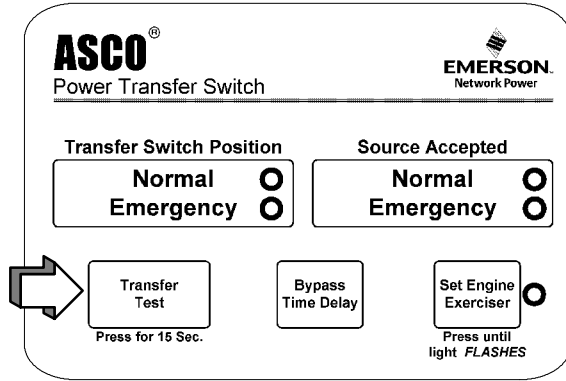 ASCO®
Power Transfer Switch
EMERSON™
Network Power
Transfer Switch Position
Normal
Emergency
Source Accepted
Normal
Emergency
Transfer
Test
Press for 15 Sec.
Bypass
Time Delay
Set Engine
Exerciser
Press until
light FLASHES